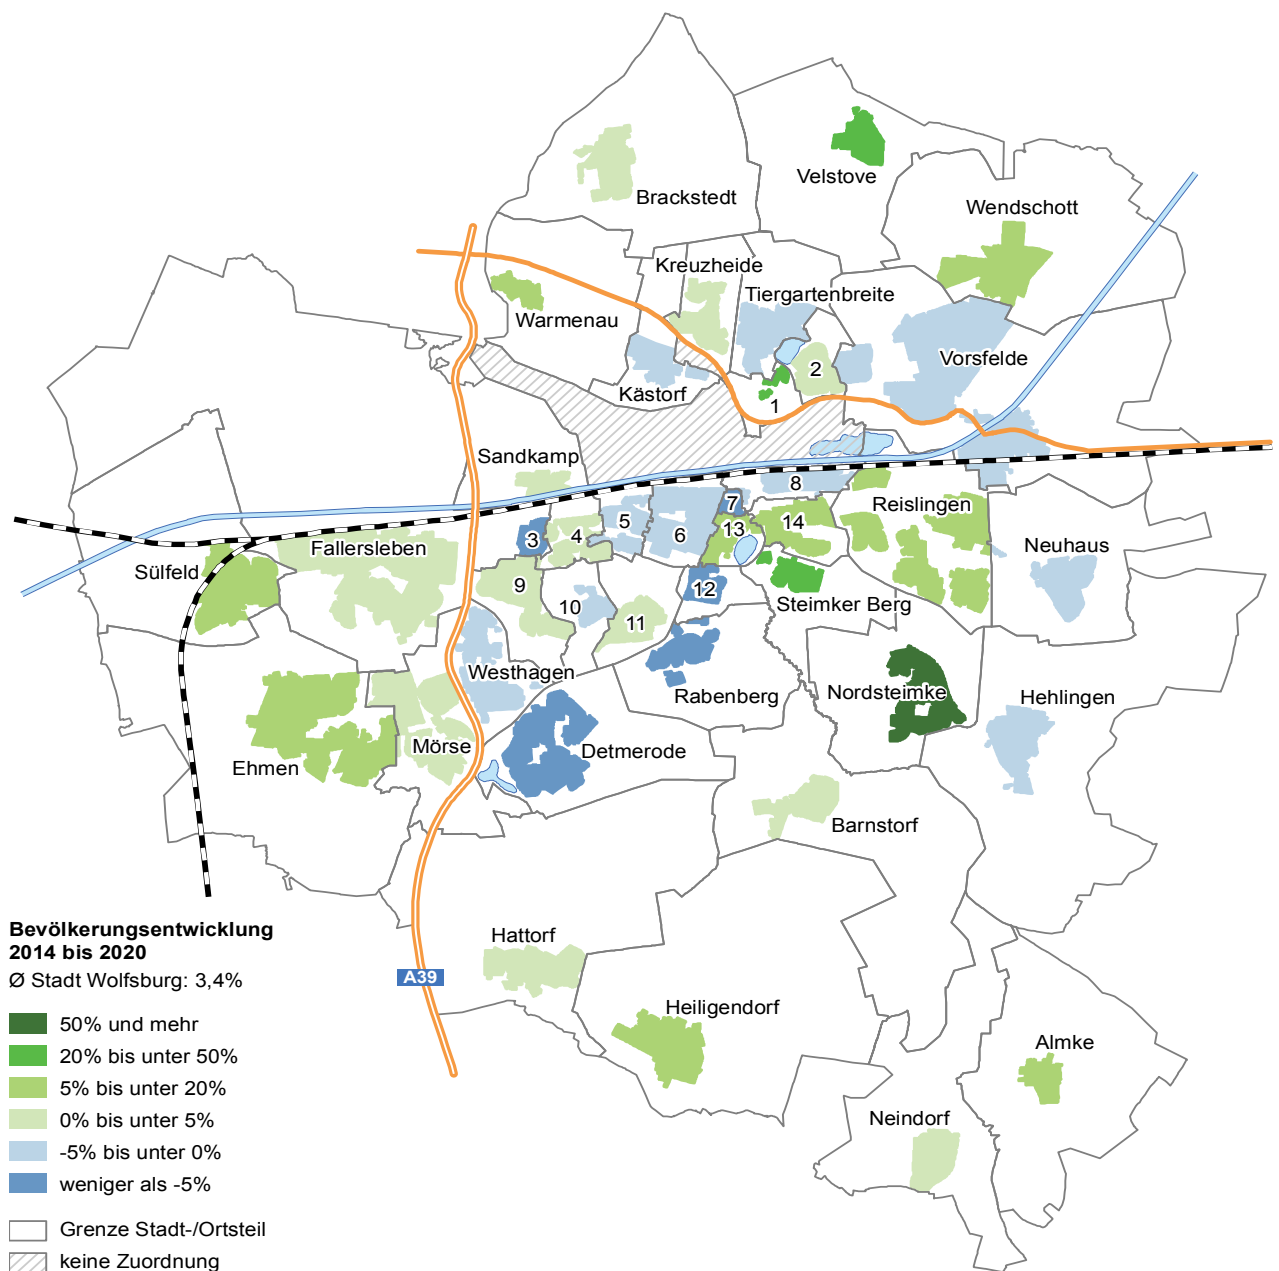 Velstove
Brackstedt
Wendschott
Kreuzheide
Tiergartenbreite
Warmenau
Vorsfelde
2
Kästorf
1
Sandkamp
8
7
Reislingen
5
14
6
13
4
3
Fallersleben
Neuhaus
Sülfeld
9
12
10
Steimker Berg
11
Westhagen
Nordsteimke
Rabenberg
Hehlingen
Mörse
Detmerode
Ehmen
Barnstorf
Bevölkerungsentwicklung
2014 bis 2020
Ø Stadt Wolfsburg: 3,4%
Hattorf
A39
Heiligendorf
50% und mehr
20% bis unter 50%
Almke
5% bis unter 20%
0% bis unter 5%
Neindorf
-5% bis unter 0%
weniger als -5%
Grenze Stadt-/Ortsteil
keine Zuordnung